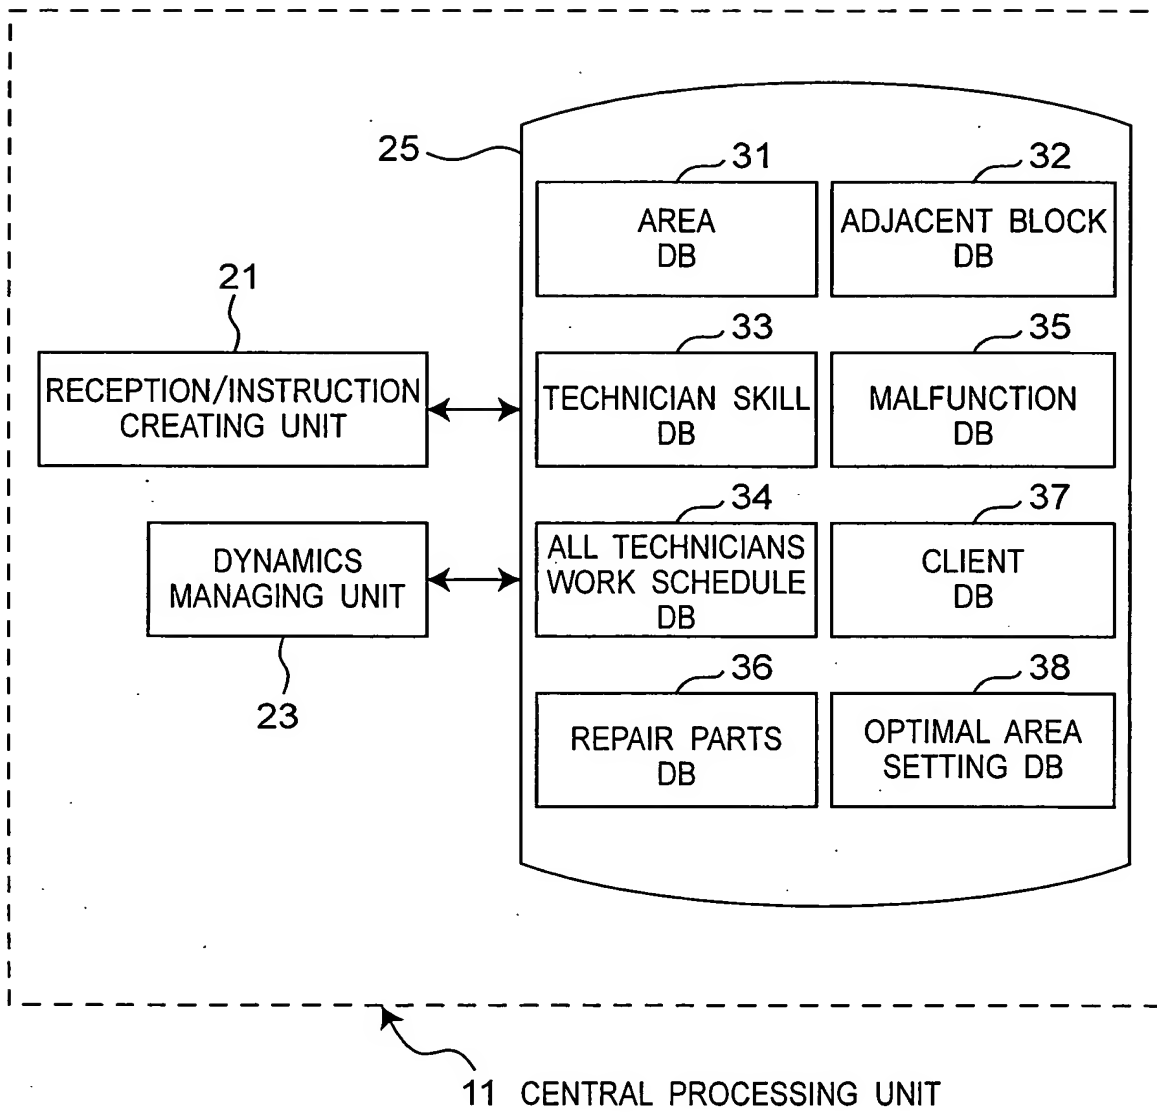 25
31
32
AREA
DB
ADJACENT BLOCK
DB
21
33
35
RECEPTION/INSTRUCTION
CREATING UNIT
TECHNICIAN SKILL
DB
MALFUNCTION
DB
34
37
DYNAMICS
MANAGING UNIT
ALL TECHNICIANS
WORK SCHEDULE
DB
CLIENT
DB
23
36
38
REPAIR PARTS
DB
OPTIMAL AREA
SETTING DB
11 CENTRAL PROCESSING UNIT